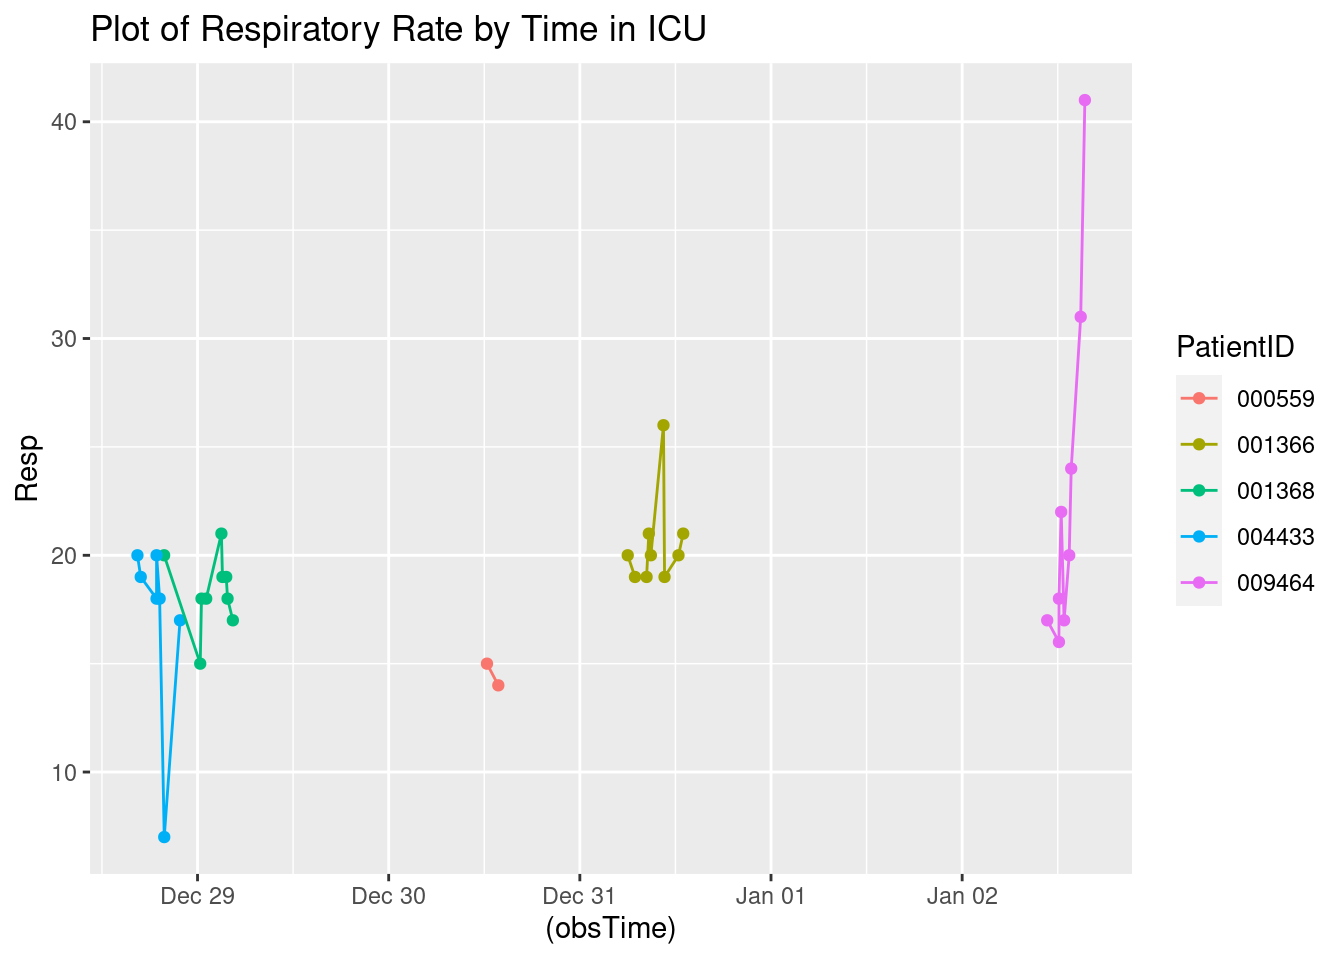 Plot of Respiratory Rate by Time in ICU
40
30
20
10
Resp
Dec 29 Dec 30 Dec 31 Jan 01 Jan 02
(obsTime)
PatientID
000559
001366
001368
004433
009464